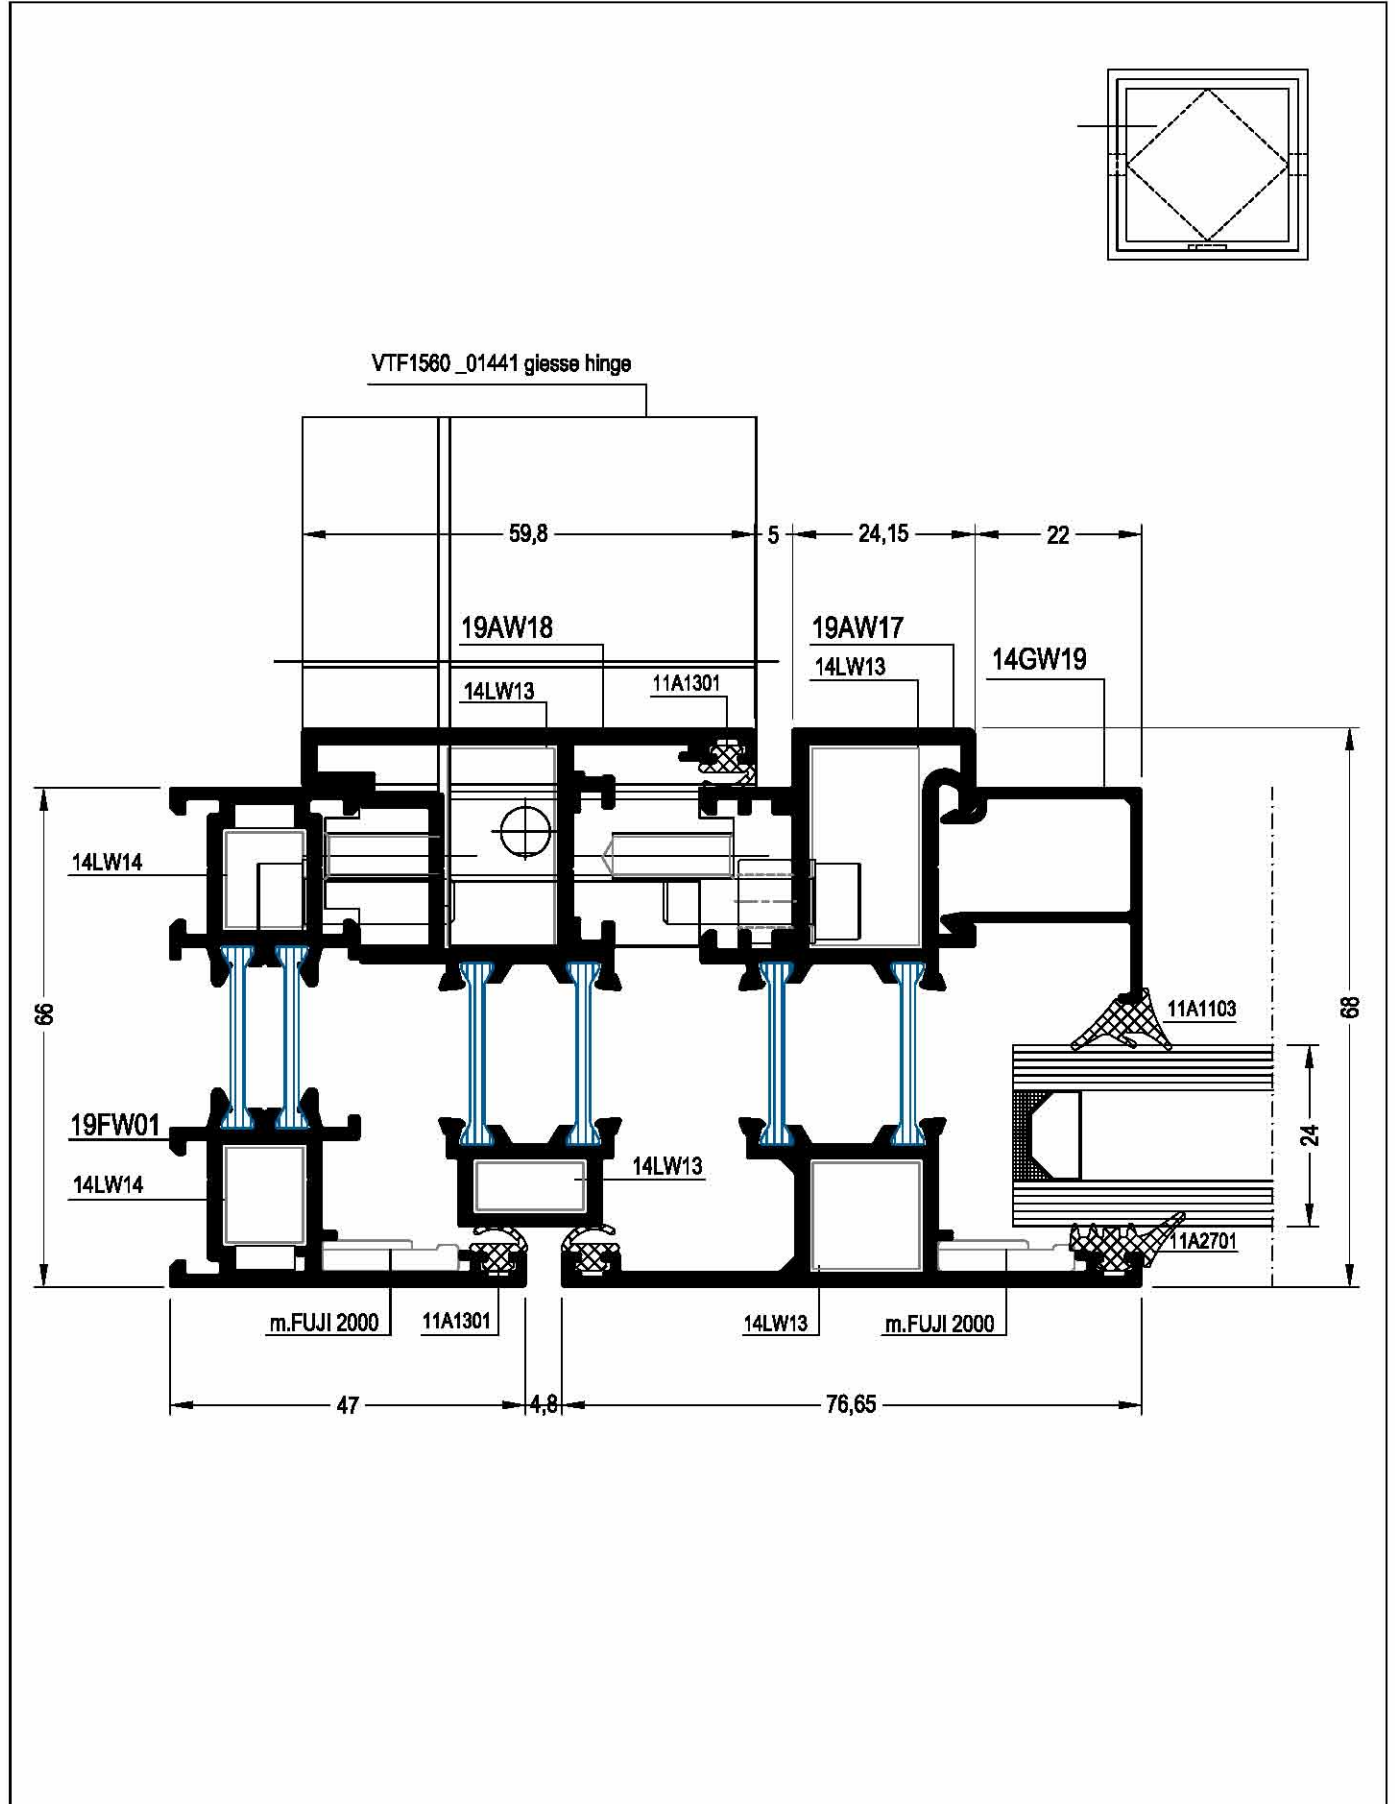 VTF1560 _01441 giesse hinge
59,8
5
24,15
22
19AW18
19AW17
14GW19
14LW13
11A1301
14LW13
14LW14
66
68
11A1103
19FW01
24
14LW14
14LW13
11A2701
m.FUJI 2000
11A1301
14LW13
m.FUJI 2000
47
4,8
76,65